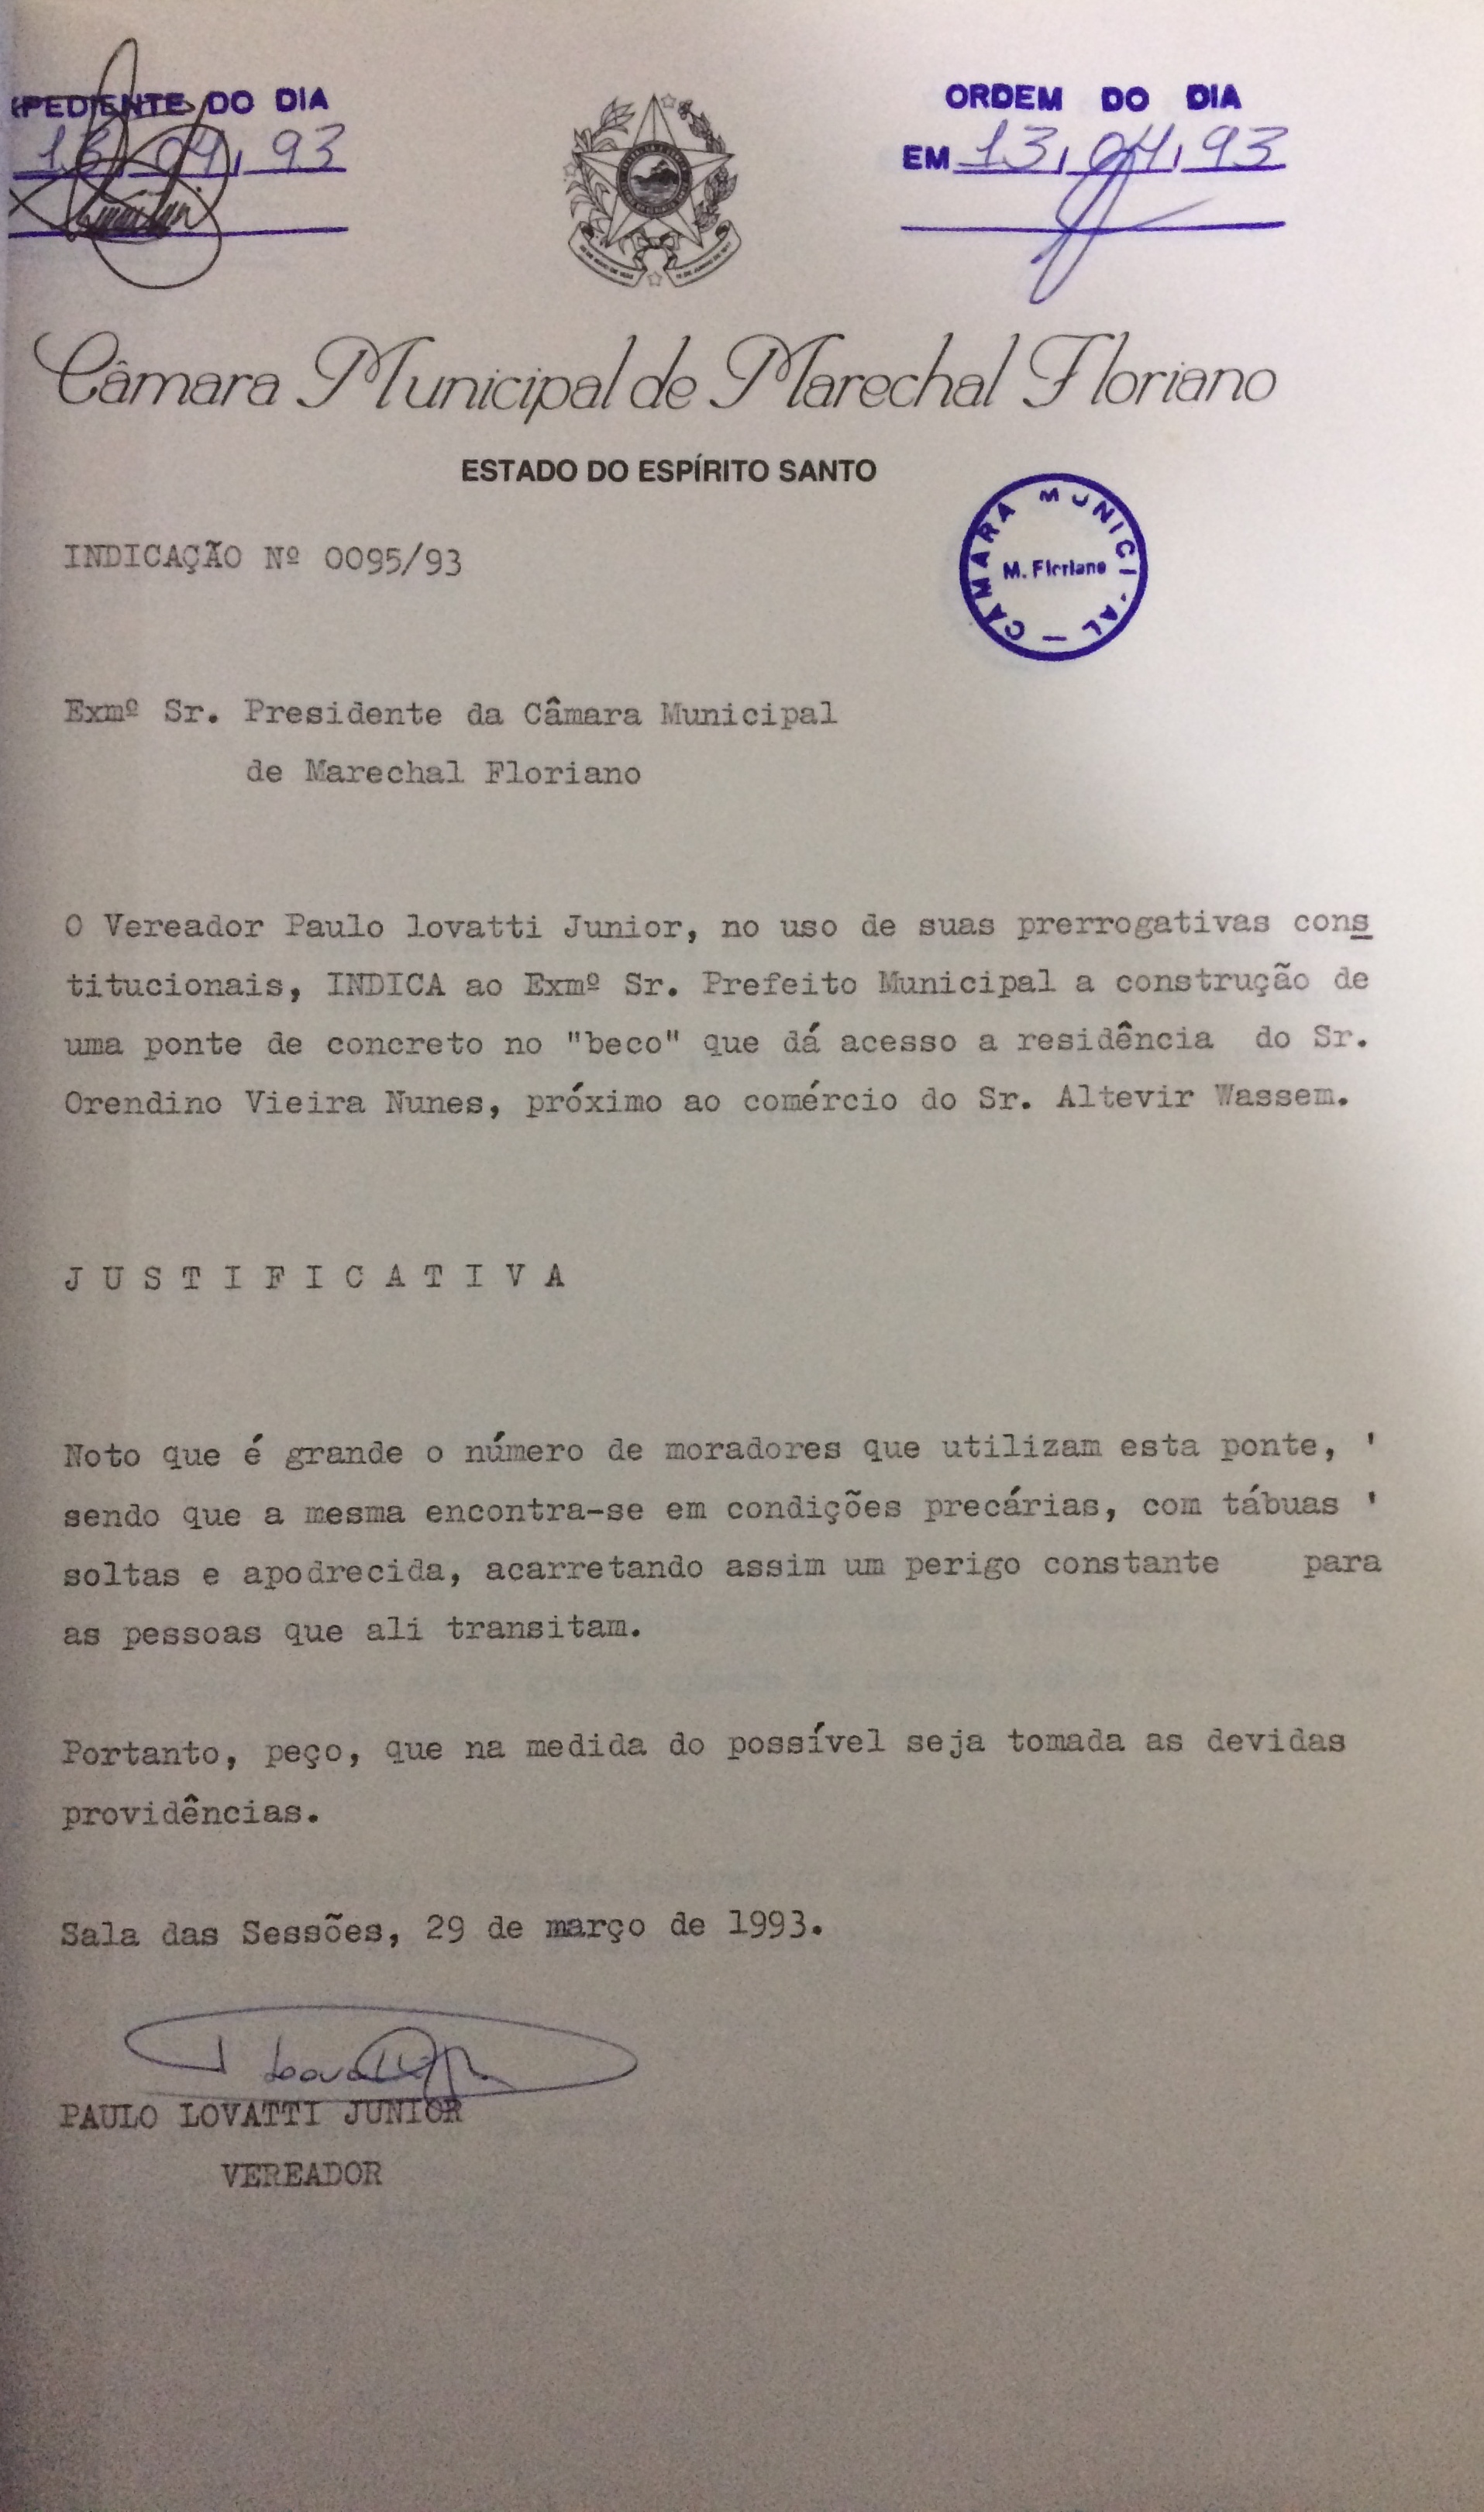 PEDIENTE DO DIA
13, 04, 93
ORDEM DO DIA
EM 13, 04, 93
Câmara Municipal de Marechal Floriano
ESTADO DO ESPÍRITO SANTO
CÂMARA MUNICIPAL
M. Floriano
INDICAÇÃO Nº 0095/93
Exmº Sr. Presidente da Câmara Municipal
de Marechal Floriano
O Vereador Paulo lovatti Junior, no uso de suas prerrogativas cons
titucionais, INDICA ao Exmº Sr. Prefeito Municipal a construção de
uma ponte de concreto no "beco" que dá acesso a residência do Sr.
Orendino Vieira Nunes, próximo ao comércio do Sr. Altevir Wassem.
J U S T I F I C A T I V A
Noto que é grande o número de moradores que utilizam esta ponte, '
sendo que a mesma encontra-se em condições precárias, com tábuas '
soltas e apodrecida, acarretando assim um perigo constante para
as pessoas que ali transitam.
Portanto, peço, que na medida do possível seja tomada as devidas
providências.
Sala das Sessões, 29 de março de 1993.
PAULO LOVATTI JUNIOR
VEREADOR